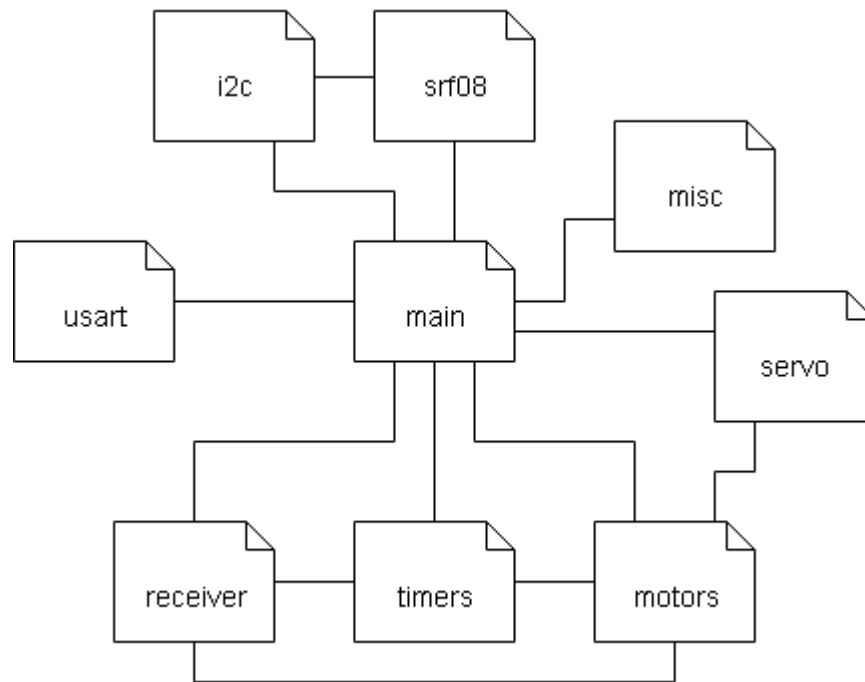 i2c
srf08
misc
usart
main
servo
receiver
timers
motors